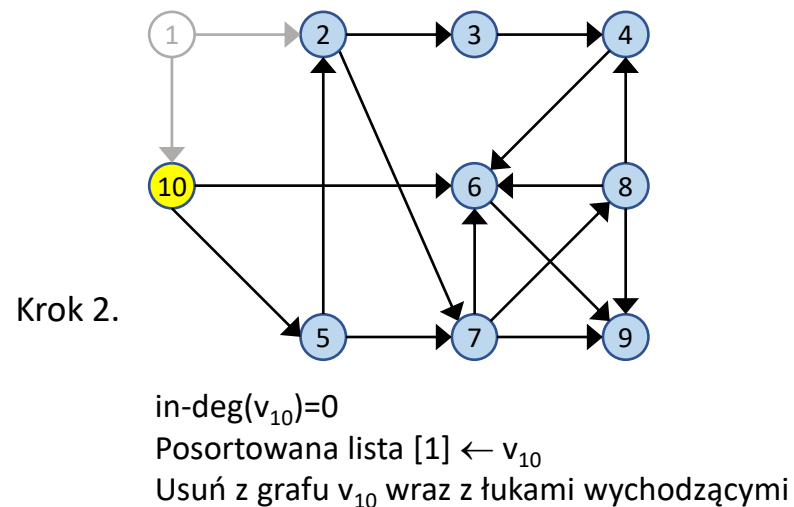 1 2 3 4
10 6 8
Krok 2.
5 7 9
in-deg(v₁₀)=0
Posortowana lista [1] ← v₁₀
Usuń z grafu v₁₀ wraz z łukami wychodzącymi